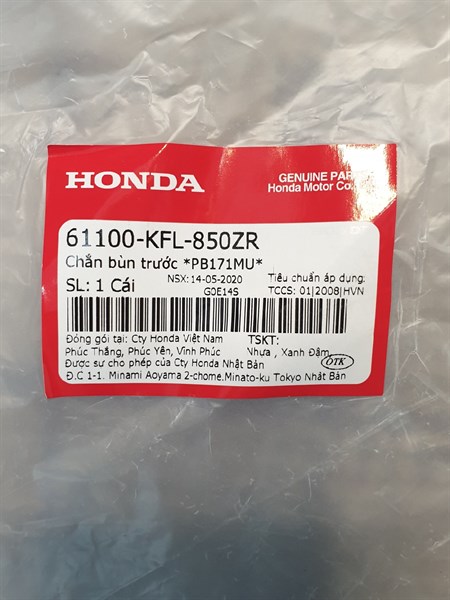 HONDA
GENUINE PAR
Honda Motor Co.
61100-KFL-850ZR
Chắn bùn trước *PB171MU*
NSX: 14-05-2020
Tiêu chuẩn áp dụng:
SL: 1 Cái
G0E14S
TCCS: 01|2008|HVN
Đóng gói tại: Cty Honda Việt Nam
TSKT:
Phúc Thắng, Phúc Yên, Vĩnh Phúc
Nhựa , Xanh Đậm
Được sự cho phép của Cty Honda Nhật Bản
OTK
Đ.C 1-1. Minami Aoyama 2-chome.Minato-ku Tokyo Nhật Bản